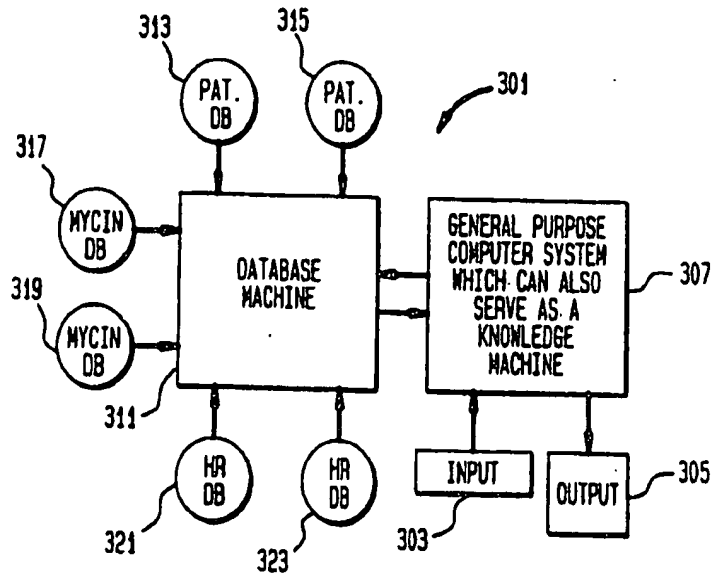 313
315
301
PAT.
DB
PAT.
DB
317
MYCIN
DB
DATABASE
MACHINE
GENERAL PURPOSE
COMPUTER SYSTEM
WHICH CAN ALSO
SERVE AS A
KNOWLEDGE
MACHINE
307
319
MYCIN
DB
311
HR
DB
HR
DB
INPUT
OUTPUT
305
321
323
303